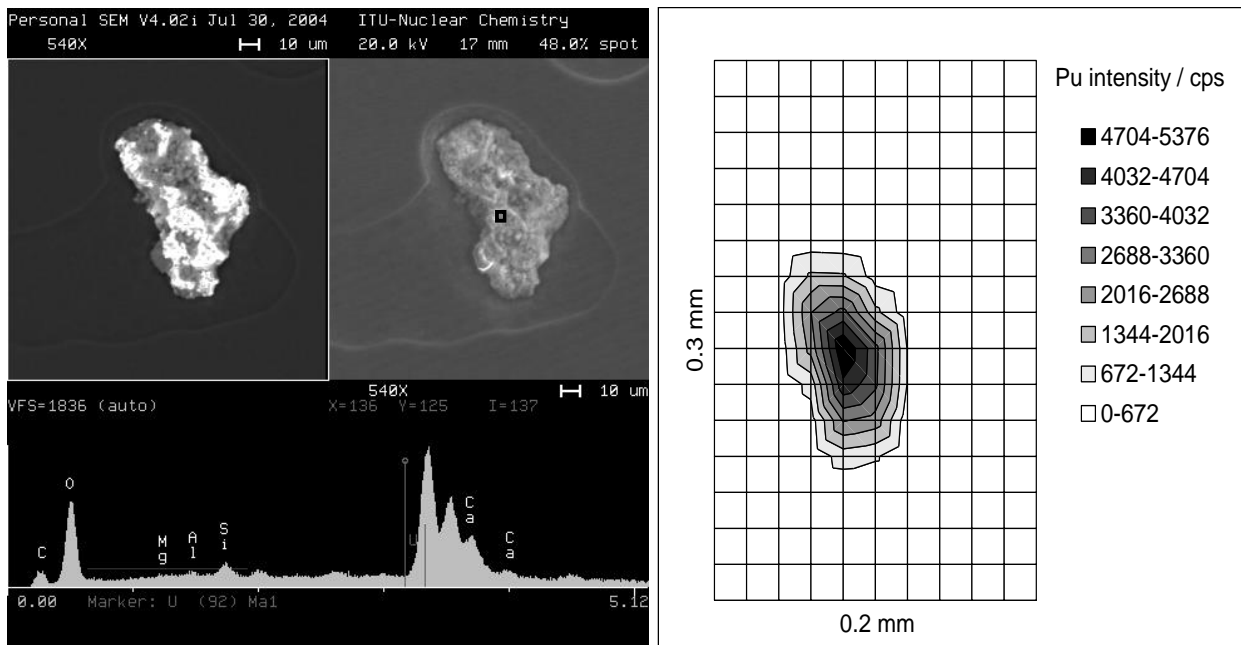 Personal SEM V4.02i Jul 30, 2004 ITU-Nuclear Chemistry
540X 10 um 20.0 kV 17 mm 48.0% spot
540X 10 um
VFS=1836 (auto) X=136 Y=125 I=137
C
O
Mg
Al
Si
U
Ca
Ca
0.00 Marker: U (92) Ma1 5.12
0.3 mm
0.2 mm
Pu intensity / cps
4704-5376
4032-4704
3360-4032
2688-3360
2016-2688
1344-2016
672-1344
0-672